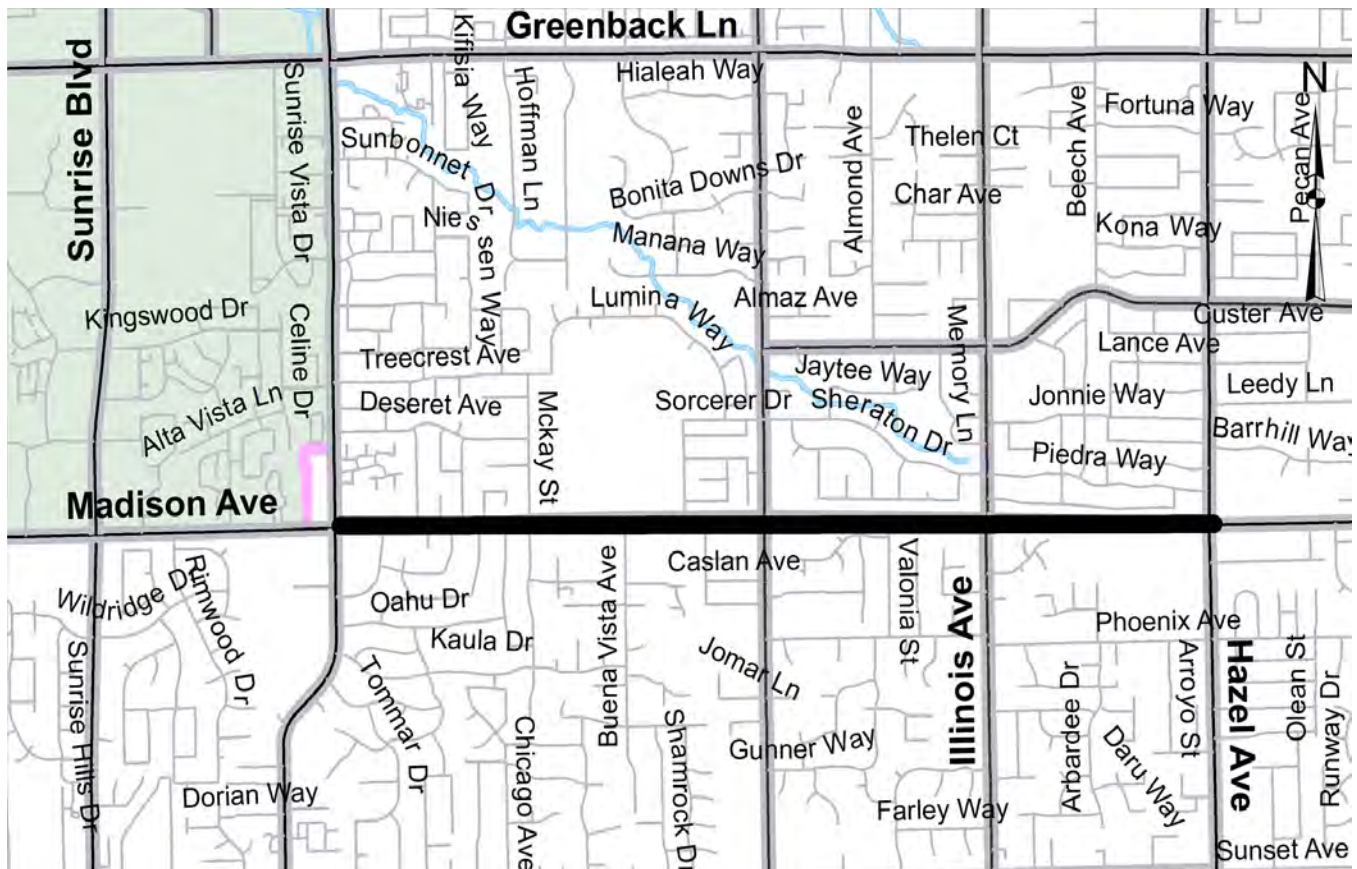 Greenback Ln
Sunrise Blvd
Sunrise Vista Dr
Kifisia Way
Hoffman Ln
Hialeah Way
N
Fortuna Way
Pecan Ave
Beech Ave
Thelen Ct
Almond Ave
Sunbonnet Dr
Bonita Downs Dr
Char Ave
Niessen Way
Manana Way
Kona Way
Lumina Way
Almaz Ave
Kingswood Dr
Celine Dr
Custer Ave
Memory Ln
Lance Ave
Treecrest Ave
Jaytee Way
Leedy Ln
Jonnie Way
Deseret Ave
Mckay St
Sorcerer Dr
Sheraton Dr
Alta Vista Ln
Barrhill Way
Piedra Way
Madison Ave
Caslan Ave
Valonia St
Illinois Ave
Wildridge Dr
Rimwood Dr
Oahu Dr
Buena Vista Ave
Phoenix Ave
Kaula Dr
Jomar Ln
Arroyo St
Hazel Ave
Olean St
Runway Dr
Sunrise Hills Dr
Tommar Dr
Chicago Ave
Shamrock Dr
Gunner Way
Arbardee Dr
Daru Way
Dorian Way
Farley Way
Sunset Ave